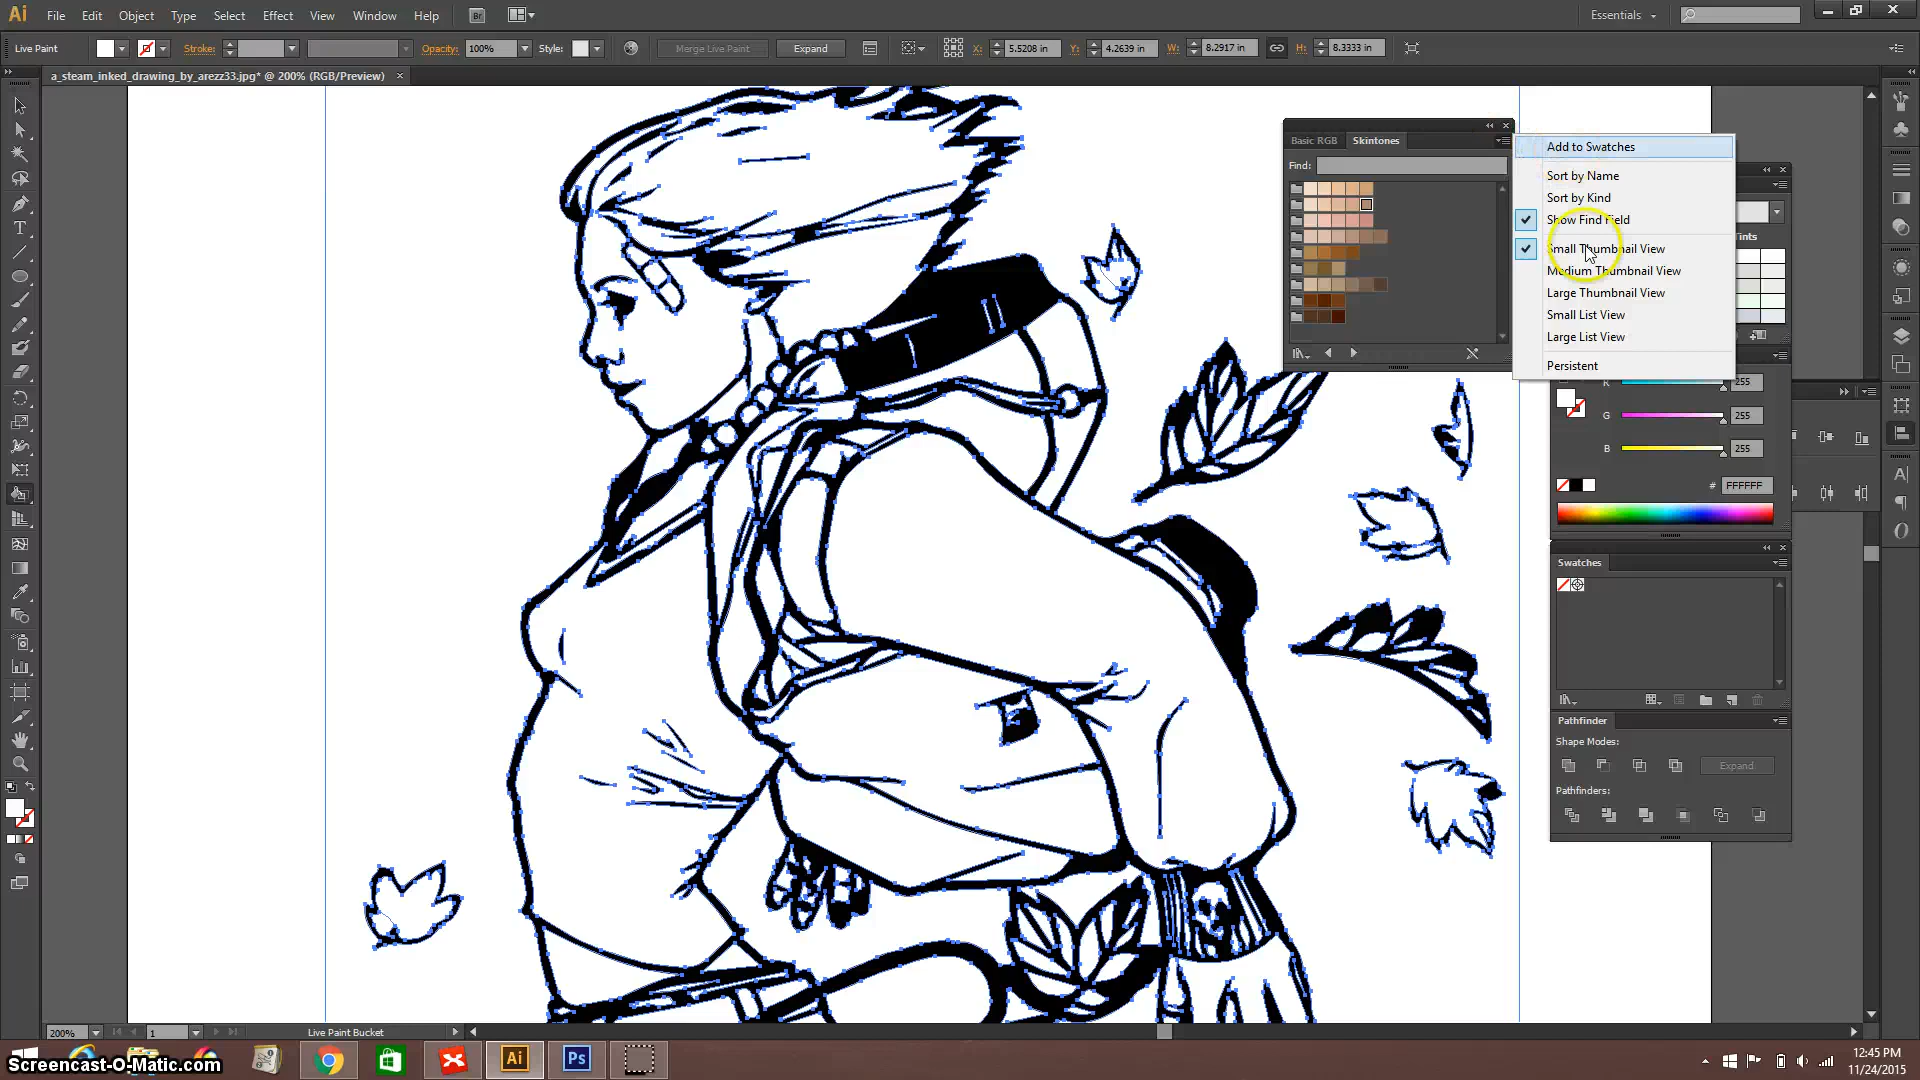 Ai File Edit Object Type Select Effect View Window Help Br Essentials
Live Paint Stroke: Opacity: 100% Style: Merge Live Paint Expand X: 5.5208 in Y: 4.2639 in W: 8.2917 in H: 8.3333 in
a_steam_inked_drawing_by_arezz33.jpg* @ 200% (RGB/Preview)
Basic RGB Skintones
Find:
Add to Swatches
Sort by Name
Sort by Kind
Show Find Field
Small Thumbnail View
Medium Thumbnail View
Large Thumbnail View
Small List View
Large List View
Persistent
Tints
R 255
G 255
B 255
# FFFFFF
Swatches
Pathfinder
Shape Modes:
Expand
Pathfinders:
200% 1 Live Paint Bucket
Screencast-O-Matic.com
Ai Ps
12:45 PM
11/24/2015